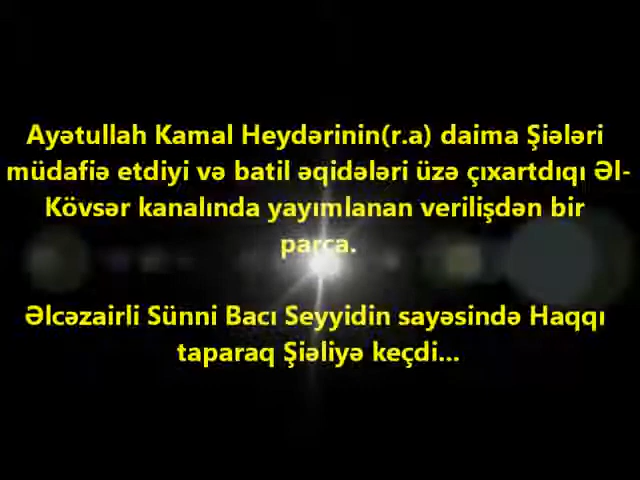 Ayətullah Kamal Heydərinin(r.a) daima Şiələri
müdafiə etdiyi və batil əqidələri üzə çıxartdıqı Əl-
Kövsər kanalında yayımlanan verilişdən bir
parça.
Əlcəzairli Sünni Bacı Seyyidin sayəsində Haqqı
taparaq Şiəliyə keçdi...